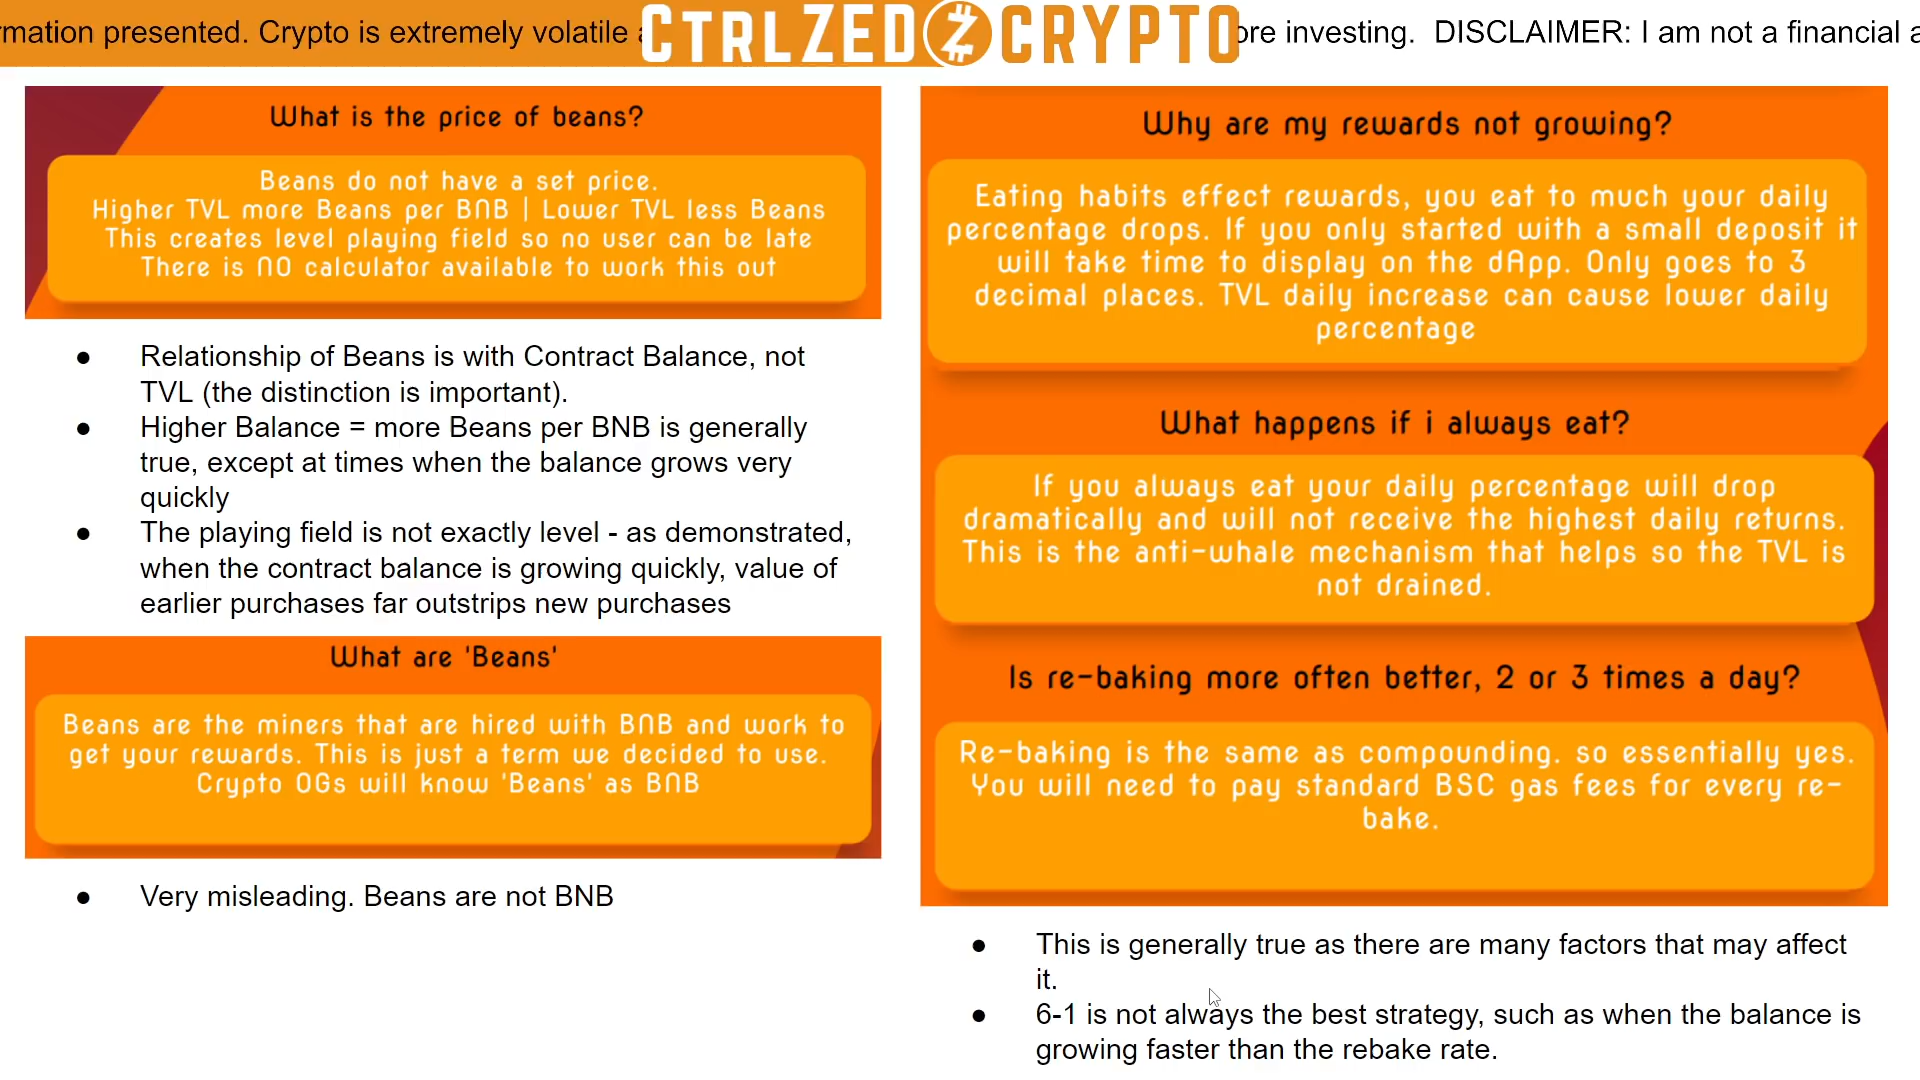 rmation presented. Crypto is extremely volatile
CTRLZED CRYPTO
ore investing. DISCLAIMER: I am not a financial a
What is the price of beans?
Beans do not have a set price.
Higher TVL more Beans per BNB | Lower TVL less Beans
This creates level playing field so no user can be late
There is NO calculator available to work this out
● Relationship of Beans is with Contract Balance, not
TVL (the distinction is important).
● Higher Balance = more Beans per BNB is generally
true, except at times when the balance grows very
quickly
● The playing field is not exactly level - as demonstrated,
when the contract balance is growing quickly, value of
earlier purchases far outstrips new purchases
What are 'Beans'
Beans are the miners that are hired with BNB and work to
get your rewards. This is just a term we decided to use.
Crypto OGs will know 'Beans' as BNB
● Very misleading. Beans are not BNB
Why are my rewards not growing?
Eating habits effect rewards, you eat to much your daily
percentage drops. If you only started with a small deposit it
will take time to display on the dApp. Only goes to 3
decimal places. TVL daily increase can cause lower daily
percentage
What happens if i always eat?
If you always eat your daily percentage will drop
dramatically and will not receive the highest daily returns.
This is the anti-whale mechanism that helps so the TVL is
not drained.
Is re-baking more often better, 2 or 3 times a day?
Re-baking is the same as compounding. so essentially yes.
You will need to pay standard BSC gas fees for every re-
bake.
● This is generally true as there are many factors that may affect
it.
● 6-1 is not always the best strategy, such as when the balance is
growing faster than the rebake rate.